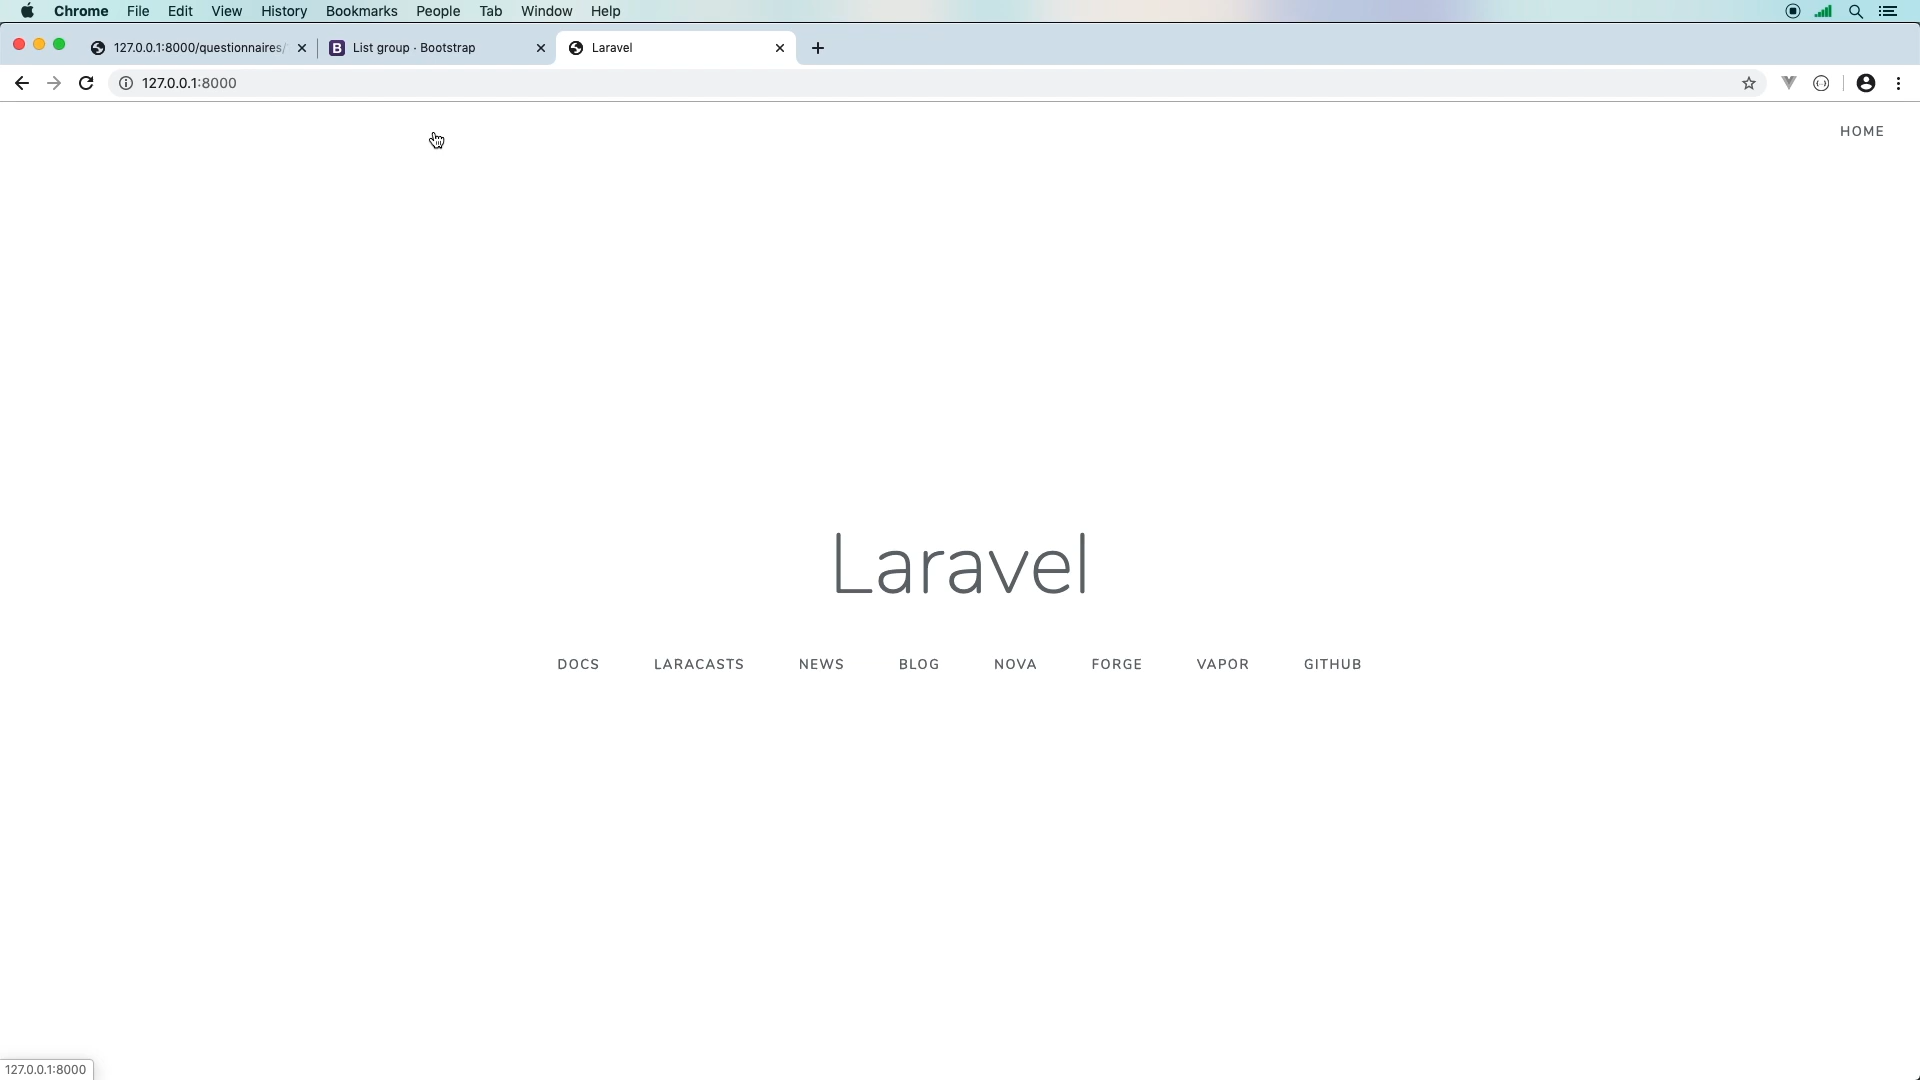 Chrome File Edit View History Bookmarks People Tab Window Help
127.0.0.1:8000/questionnaires/ List group · Bootstrap Laravel
127.0.0.1:8000
HOME
Laravel
DOCS LARACASTS NEWS BLOG NOVA FORGE VAPOR GITHUB
127.0.0.1:8000